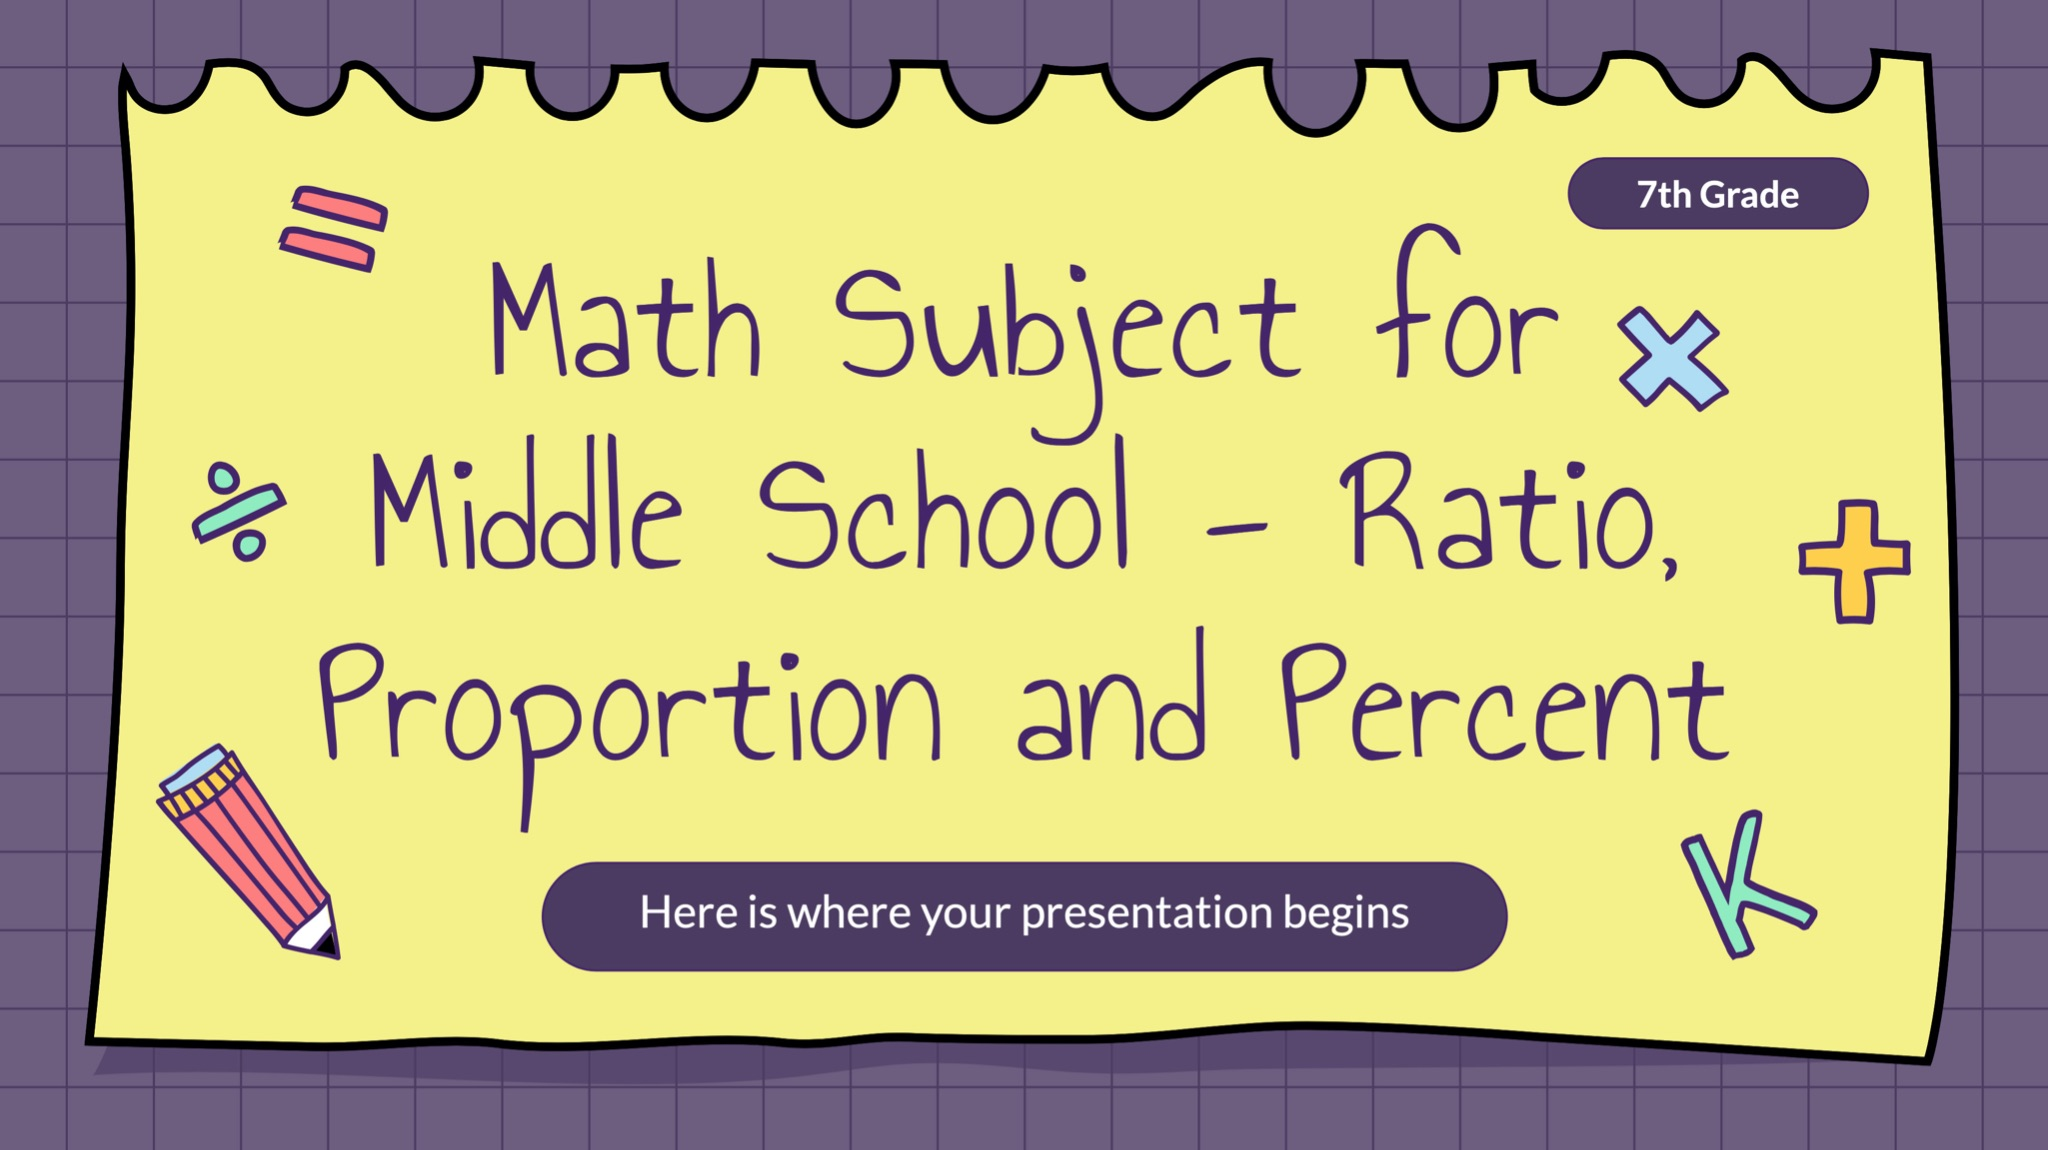 7th Grade
Math Subject for
Middle School - Ratio,
Proportion and Percent
Here is where your presentation begins
K